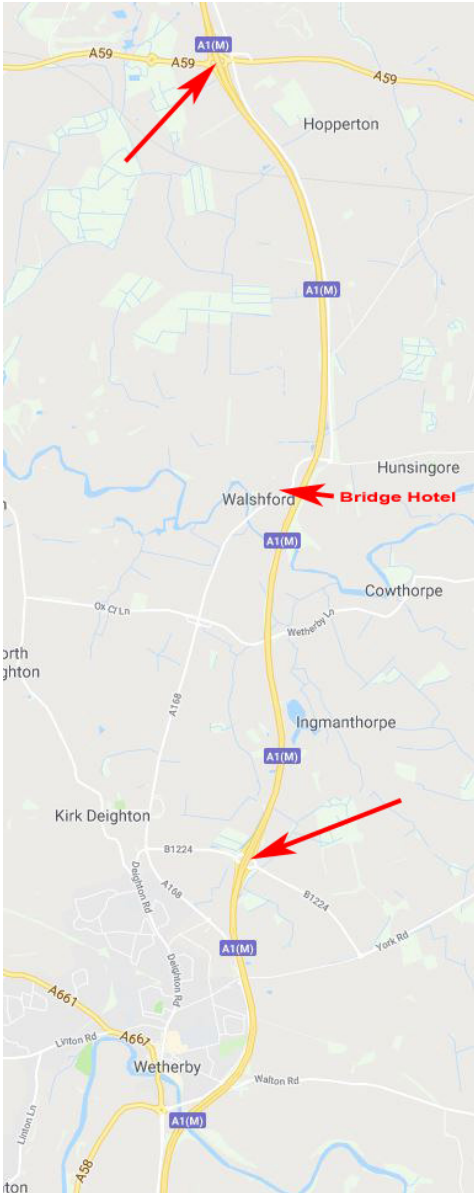 A1(M)
A59
A59
A59
Hopperton
A1(M)
Hunsingore
Walshford
Bridge Hotel
A1(M)
Cowthorpe
Ox Cl Ln
Wetherby Ln
orth
ghton
A168
Ingmanthorpe
A1(M)
Kirk Deighton
B1224
Deighton Rd
A168
B1224
York Rd
A1(M)
Deighton Rd
A661
Linton Rd
A661
Wetherby
Walton Rd
Linton Ln
A1(M)
A58
ton